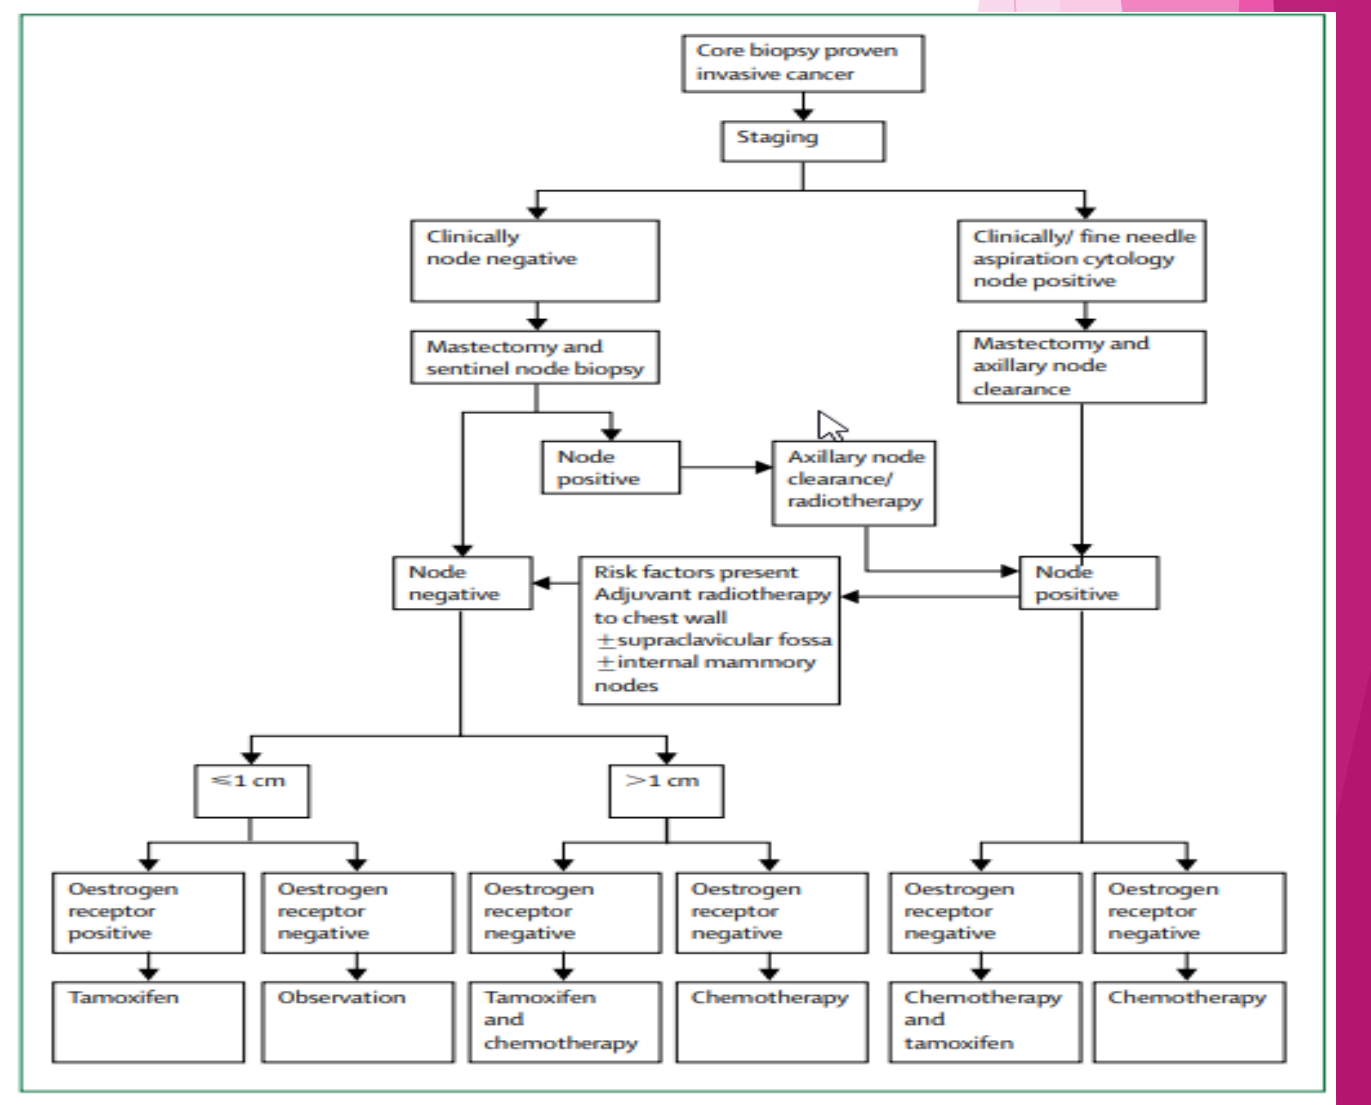 Core biopsy proven
invasive cancer
Staging
Clinically
node negative
Clinically/ fine needle
aspiration cytology
node positive
Mastectomy and
sentinel node biopsy
Mastectomy and
axillary node
clearance
Node
positive
Axillary node
clearance/
radiotherapy
Node
negative
Risk factors present
Adjuvant radiotherapy
to chest wall
±supraclavicular fossa
±internal mammory
nodes
Node
positive
≤1 cm
>1 cm
Oestrogen
receptor
positive
Oestrogen
receptor
negative
Oestrogen
receptor
negative
Oestrogen
receptor
negative
Oestrogen
receptor
negative
Oestrogen
receptor
negative
Tamoxifen
Observation
Tamoxifen
and
chemotherapy
Chemotherapy
Chemotherapy
and
tamoxifen
Chemotherapy